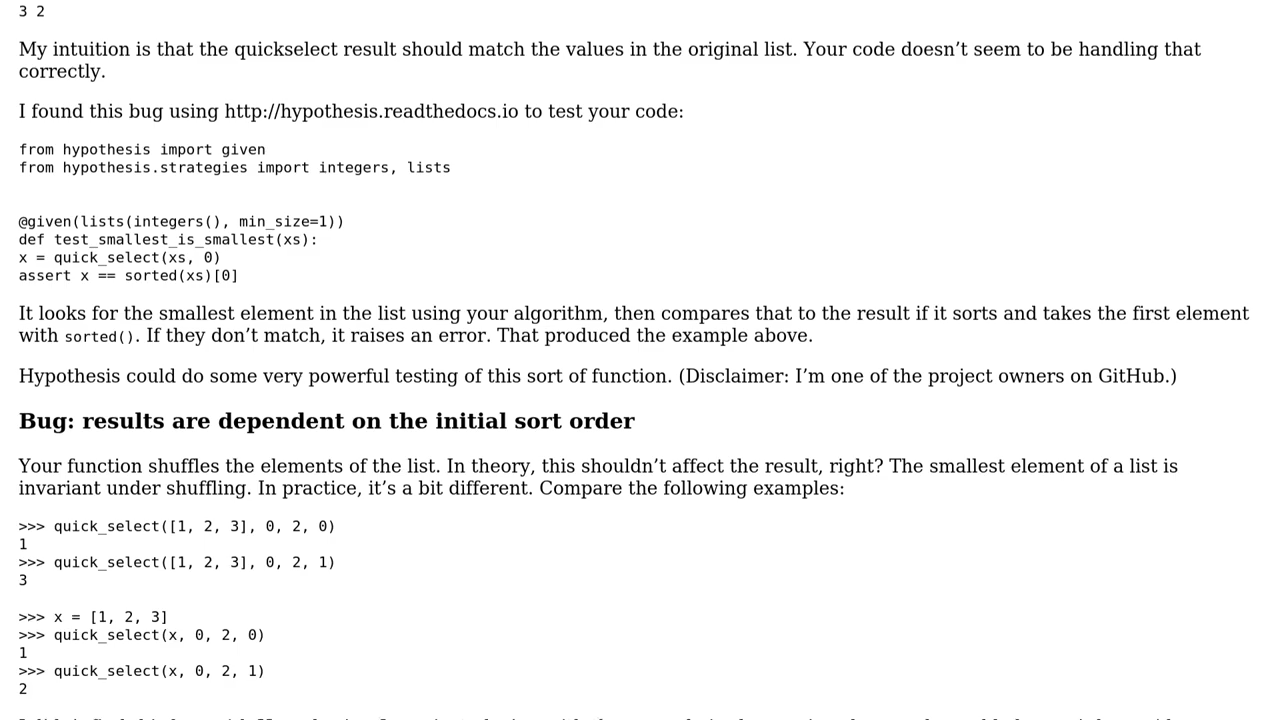 3 2
My intuition is that the quickselect result should match the values in the original list. Your code doesn’t seem to be handling that
correctly.
I found this bug using http://hypothesis.readthedocs.io to test your code:
from hypothesis import given
from hypothesis.strategies import integers, lists
@given(lists(integers(), min_size=1))
def test_smallest_is_smallest(xs):
x = quick_select(xs, 0)
assert x == sorted(xs)[0]
It looks for the smallest element in the list using your algorithm, then compares that to the result if it sorts and takes the first element
with sorted(). If they don’t match, it raises an error. That produced the example above.
Hypothesis could do some very powerful testing of this sort of function. (Disclaimer: I’m one of the project owners on GitHub.)
Bug: results are dependent on the initial sort order
Your function shuffles the elements of the list. In theory, this shouldn’t affect the result, right? The smallest element of a list is
invariant under shuffling. In practice, it’s a bit different. Compare the following examples:
>>> quick_select([1, 2, 3], 0, 2, 0)
1
>>> quick_select([1, 2, 3], 0, 2, 1)
3
>>> x = [1, 2, 3]
>>> quick_select(x, 0, 2, 0)
1
>>> quick_select(x, 0, 2, 1)
2